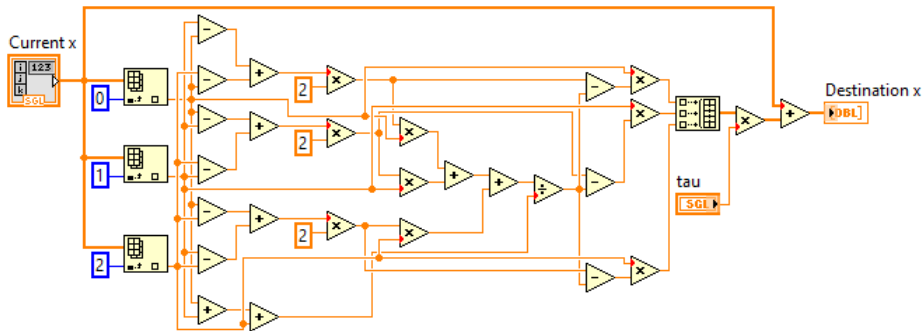 Current x
i
j
k
123
SGL
0
2
1
2
2
2
Destination x
DBL]
tau
SGL